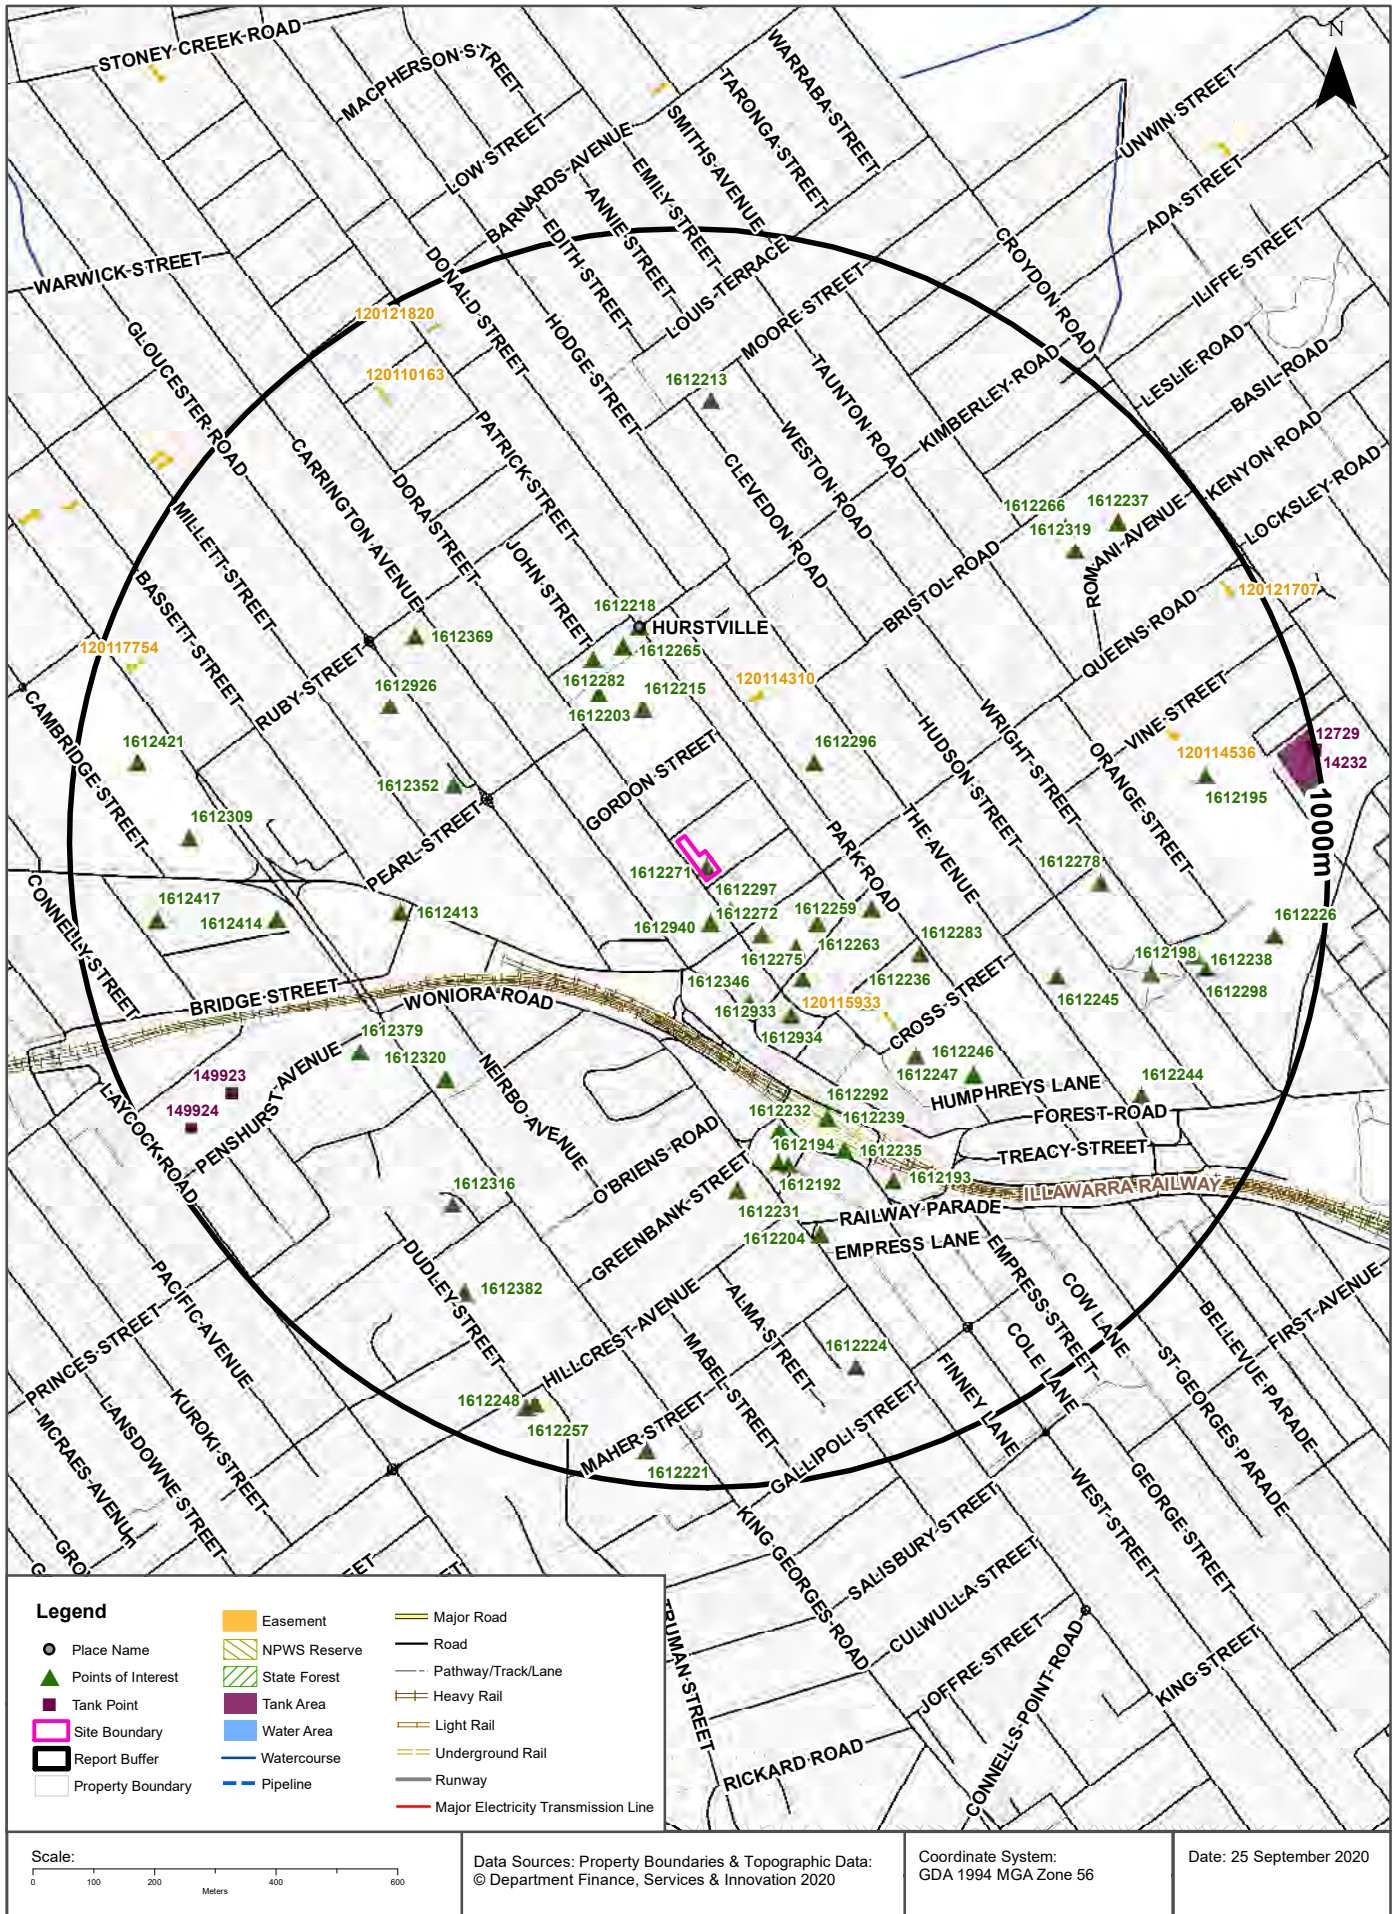 N
STONEY CREEK ROAD
MACPHERSON STREET
WARRABA STREET
TARONGA STREET
SMITHS AVENUE
UNWIN STREET
LOW STREET
BARNARDS AVENUE
EMILY STREET
ANNIE STREET
EDITH STREET
ADA STREET
ILIFFE STREET
CROYDON ROAD
WARWICK STREET
DONALD STREET
LOUIS TERRACE
MOORE STREET
120121820
GLOUCESTER ROAD
HODGE STREET
120110163
1612213
TAUNTON ROAD
KIMBERLEY ROAD
LESLIE ROAD
BASIL ROAD
KENYON ROAD
LOCKSLEY ROAD
CARRINGTON AVENUE
PATRICK STREET
DORA STREET
CLEVEDON ROAD
WESTON ROAD
MILLETT STREET
JOHN STREET
1612266
1612237
1612319
ROMANI AVENUE
BASSETT STREET
BRISTOL ROAD
120121707
1612218
HURSTVILLE
QUEENS ROAD
1612369
1612265
120117754
RUBY STREET
1612926
1612282
1612215
1612203
120114310
CAMBRIDGE STREET
1612421
HUDSON STREET
WRIGHT STREET
VINE STREET
ORANGE STREET
12729
120114536
14232
1612195
1612296
1612352
GORDON STREET
1612309
PEARL STREET
PARK ROAD
THE AVENUE
1000m
1612278
1612271
1612297
CONNELLY STREET
1612417
1612414
1612413
1612272
1612259
1612940
1612263
1612283
1612226
1612275
1612198
1612238
1612346
1612236
1612298
1612245
BRIDGE STREET
WONIORA ROAD
1612933
120115933
CROSS STREET
1612934
1612379
1612320
1612246
1612247
149923
PENSHURST AVENUE
NEIRBO AVENUE
HUMPHREYS LANE
1612244
1612292
149924
LAYCOCK ROAD
1612232
1612239
FOREST ROAD
O'BRIENS ROAD
1612194
1612235
TREACY STREET
1612192
1612193
ILLAWARRA RAILWAY
1612316
GREENBANK STREET
1612231
RAILWAY PARADE
1612204
EMPRESS LANE
DUDLEY STREET
PACIFIC AVENUE
1612382
HILLCREST AVENUE
ALMA STREET
EMPRESS STREET
COW LANE
BELLEVUE PARADE
FIRST AVENUE
PRINCES STREET
MABEL STREET
1612224
COLE LANE
FINNEY LANE
ST GEORGES PARADE
MCRAES AVENUE
LANSDOWNE STREET
KUROKI STREET
1612248
1612257
MAHER STREET
1612221
GALLIPOLI STREET
WEST STREET
GEORGE STREET
KING GEORGES ROAD
SALISBURY STREET
CULWULLA STREET
JOFFRE STREET
KING STREET
CONNELLS POINT ROAD
RICKARD ROAD
TRUMAN STREET
Legend
Place Name
Points of Interest
Tank Point
Site Boundary
Report Buffer
Property Boundary
Easement
NPWS Reserve
State Forest
Tank Area
Water Area
Watercourse
Pipeline
Major Road
Road
Pathway/Track/Lane
Heavy Rail
Light Rail
Underground Rail
Runway
Major Electricity Transmission Line
Scale:
0 100 200 400 600
Meters
Data Sources: Property Boundaries & Topographic Data:
© Department Finance, Services & Innovation 2020
Coordinate System:
GDA 1994 MGA Zone 56
Date: 25 September 2020